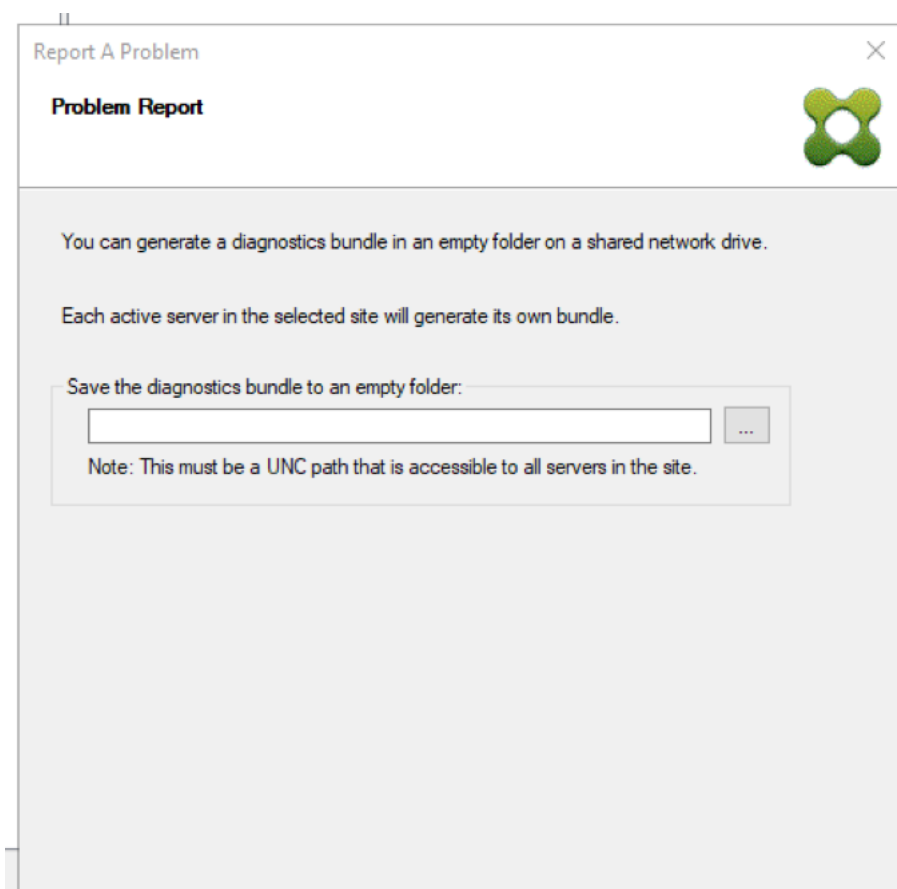 Report A Problem
Problem Report
You can generate a diagnostics bundle in an empty folder on a shared network drive.
Each active server in the selected site will generate its own bundle.
Save the diagnostics bundle to an empty folder:
...
Note: This must be a UNC path that is accessible to all servers in the site.